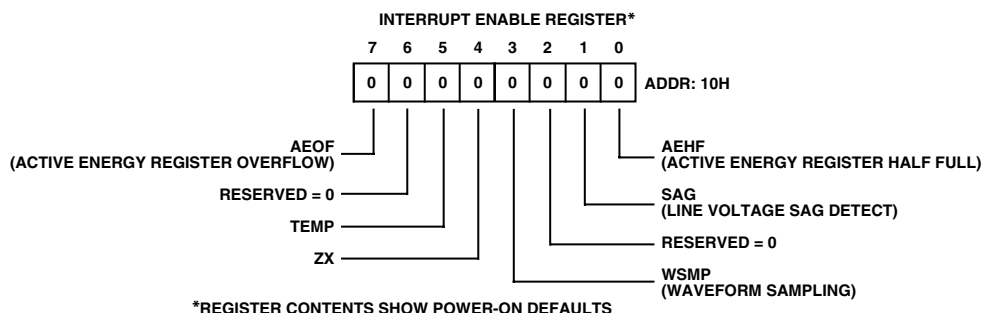 INTERRUPT ENABLE REGISTER*
7 6 5 4 3 2 1 0
0 0 0 0 0 0 0 0 ADDR: 10H
AEOF
(ACTIVE ENERGY REGISTER OVERFLOW)
RESERVED = 0
TEMP
ZX
AEHF
(ACTIVE ENERGY REGISTER HALF FULL)
SAG
(LINE VOLTAGE SAG DETECT)
RESERVED = 0
WSMP
(WAVEFORM SAMPLING)
*REGISTER CONTENTS SHOW POWER-ON DEFAULTS